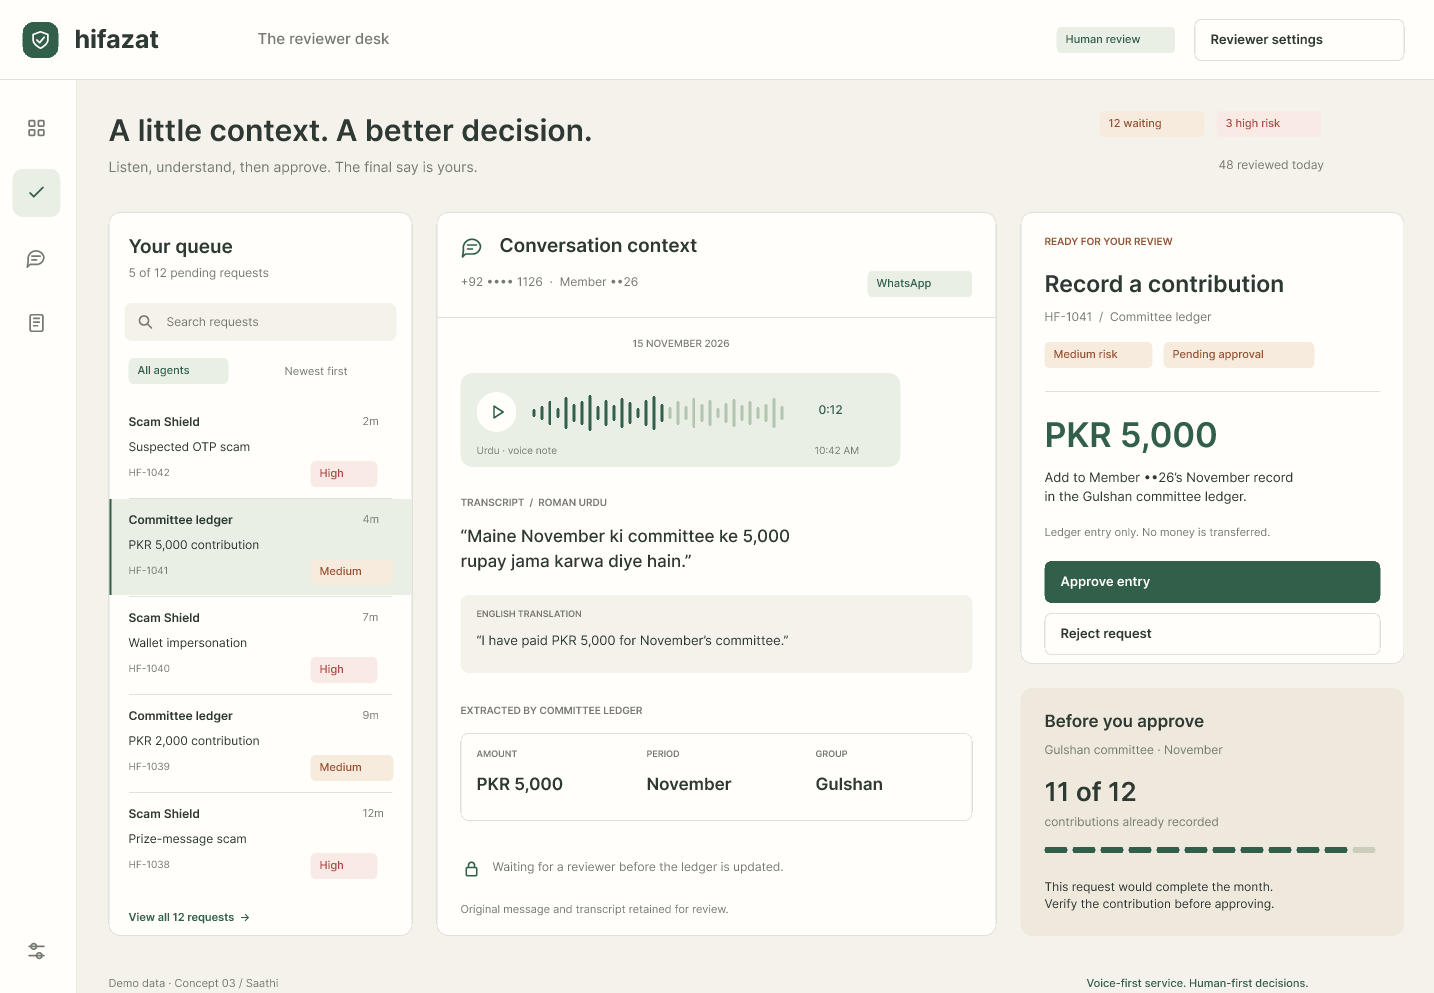 hifazat
The reviewer desk
Human review
Reviewer settings
A little context. A better decision.
Listen, understand, then approve. The final say is yours.
12 waiting
3 high risk
48 reviewed today
Your queue
5 of 12 pending requests
Search requests
All agents
Newest first
Scam Shield
2m
Suspected OTP scam
HF-1042
High
Committee ledger
4m
PKR 5,000 contribution
HF-1041
Medium
Scam Shield
7m
Wallet impersonation
HF-1040
High
Committee ledger
9m
PKR 2,000 contribution
HF-1039
Medium
Scam Shield
12m
Prize-message scam
HF-1038
High
View all 12 requests →
Conversation context
+92 •••• 1126 · Member ••26
WhatsApp
15 NOVEMBER 2026
0:12
Urdu · voice note
10:42 AM
TRANSCRIPT / ROMAN URDU
“Maine November ki committee ke 5,000
rupay jama karwa diye hain.”
ENGLISH TRANSLATION
“I have paid PKR 5,000 for November’s committee.”
EXTRACTED BY COMMITTEE LEDGER
AMOUNT
PERIOD
GROUP
PKR 5,000
November
Gulshan
Waiting for a reviewer before the ledger is updated.
Original message and transcript retained for review.
READY FOR YOUR REVIEW
Record a contribution
HF-1041 / Committee ledger
Medium risk
Pending approval
PKR 5,000
Add to Member ••26’s November record
in the Gulshan committee ledger.
Ledger entry only. No money is transferred.
Approve entry
Reject request
Before you approve
Gulshan committee · November
11 of 12
contributions already recorded
This request would complete the month.
Verify the contribution before approving.
Demo data · Concept 03 / Saathi
Voice-first service. Human-first decisions.